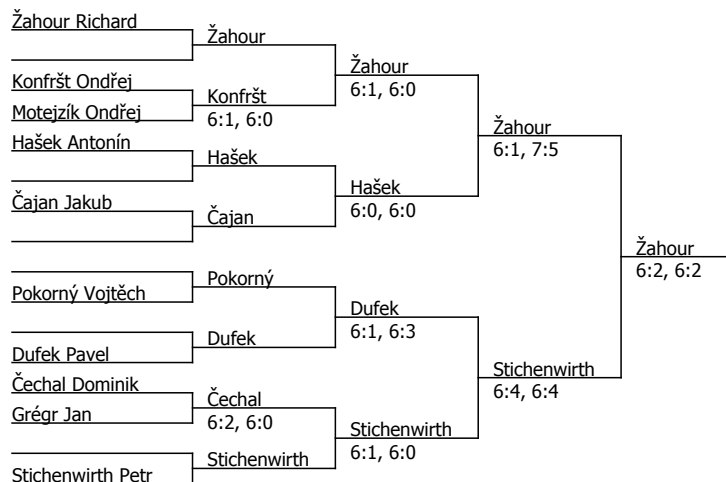 Žahour Richard
Žahour
Konfršt Ondřej
Motejzík Ondřej
Konfršt
6:1, 6:0
Žahour
6:1, 6:0
Hašek Antonín
Hašek
Čajan Jakub
Čajan
Hašek
6:0, 6:0
Žahour
6:1, 7:5
Pokorný Vojtěch
Pokorný
Dufek Pavel
Dufek
Dufek
6:1, 6:3
Čechal Dominik
Grégr Jan
Čechal
6:2, 6:0
Stichenwirth Petr
Stichenwirth
Stichenwirth
6:1, 6:0
Stichenwirth
6:4, 6:4
Žahour
6:2, 6:2